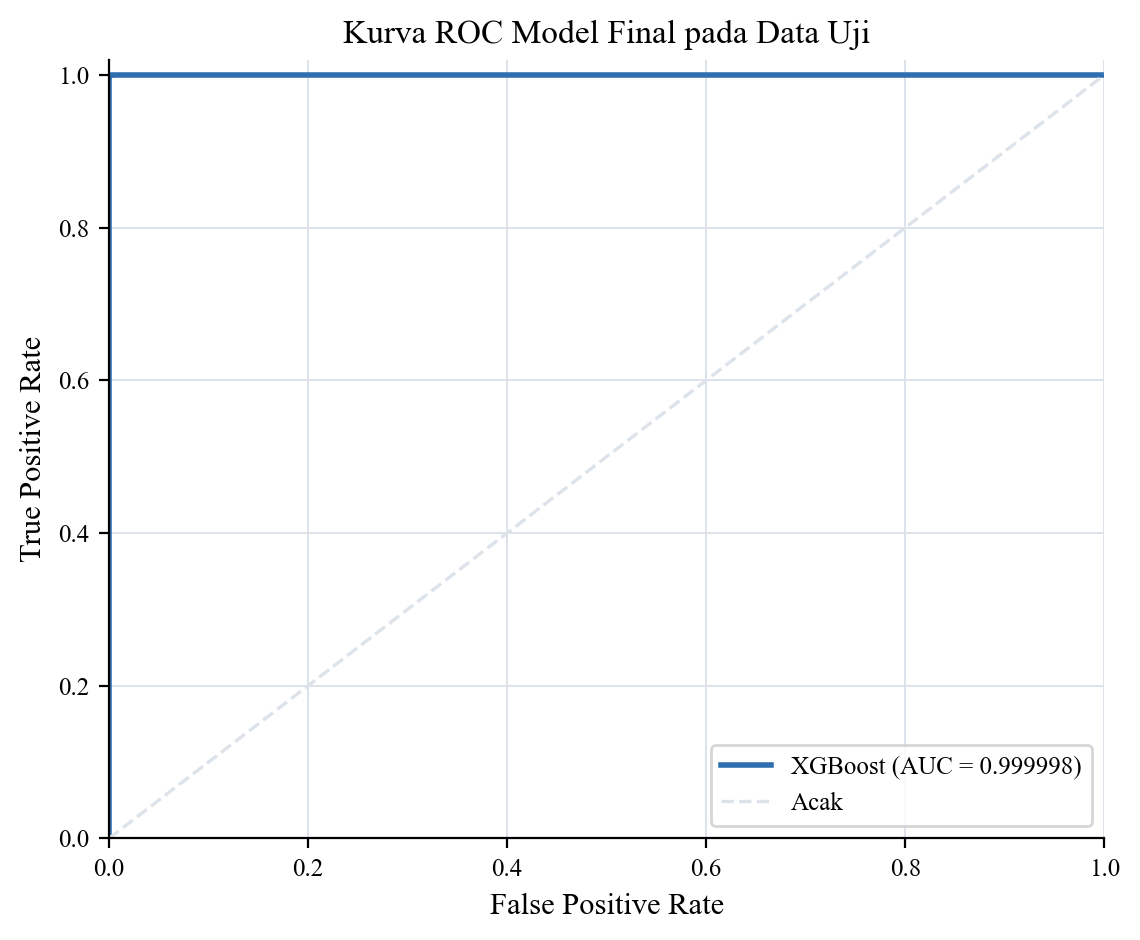 Kurva ROC Model Final pada Data Uji
1.0
0.8
0.6
0.4
0.2
0.0
True Positive Rate
XGBoost (AUC = 0.999998)
Acak
0.0 0.2 0.4 0.6 0.8 1.0
False Positive Rate